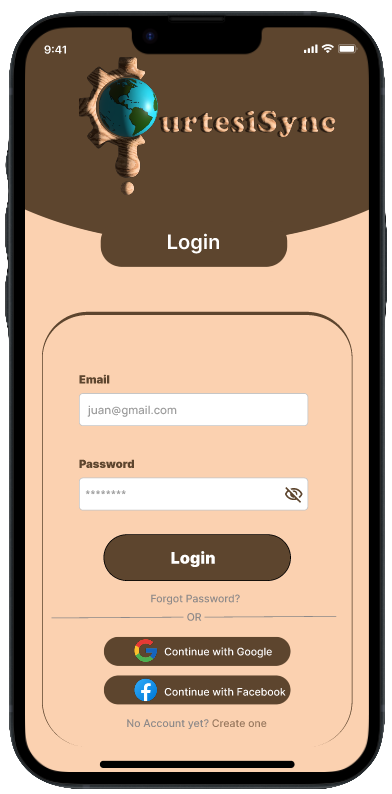 9:41
urtesiSync
Login
Email
juan@gmail.com
Password
********
Login
Forgot Password?
OR
Continue with Google
Continue with Facebook
No Account yet? Create one